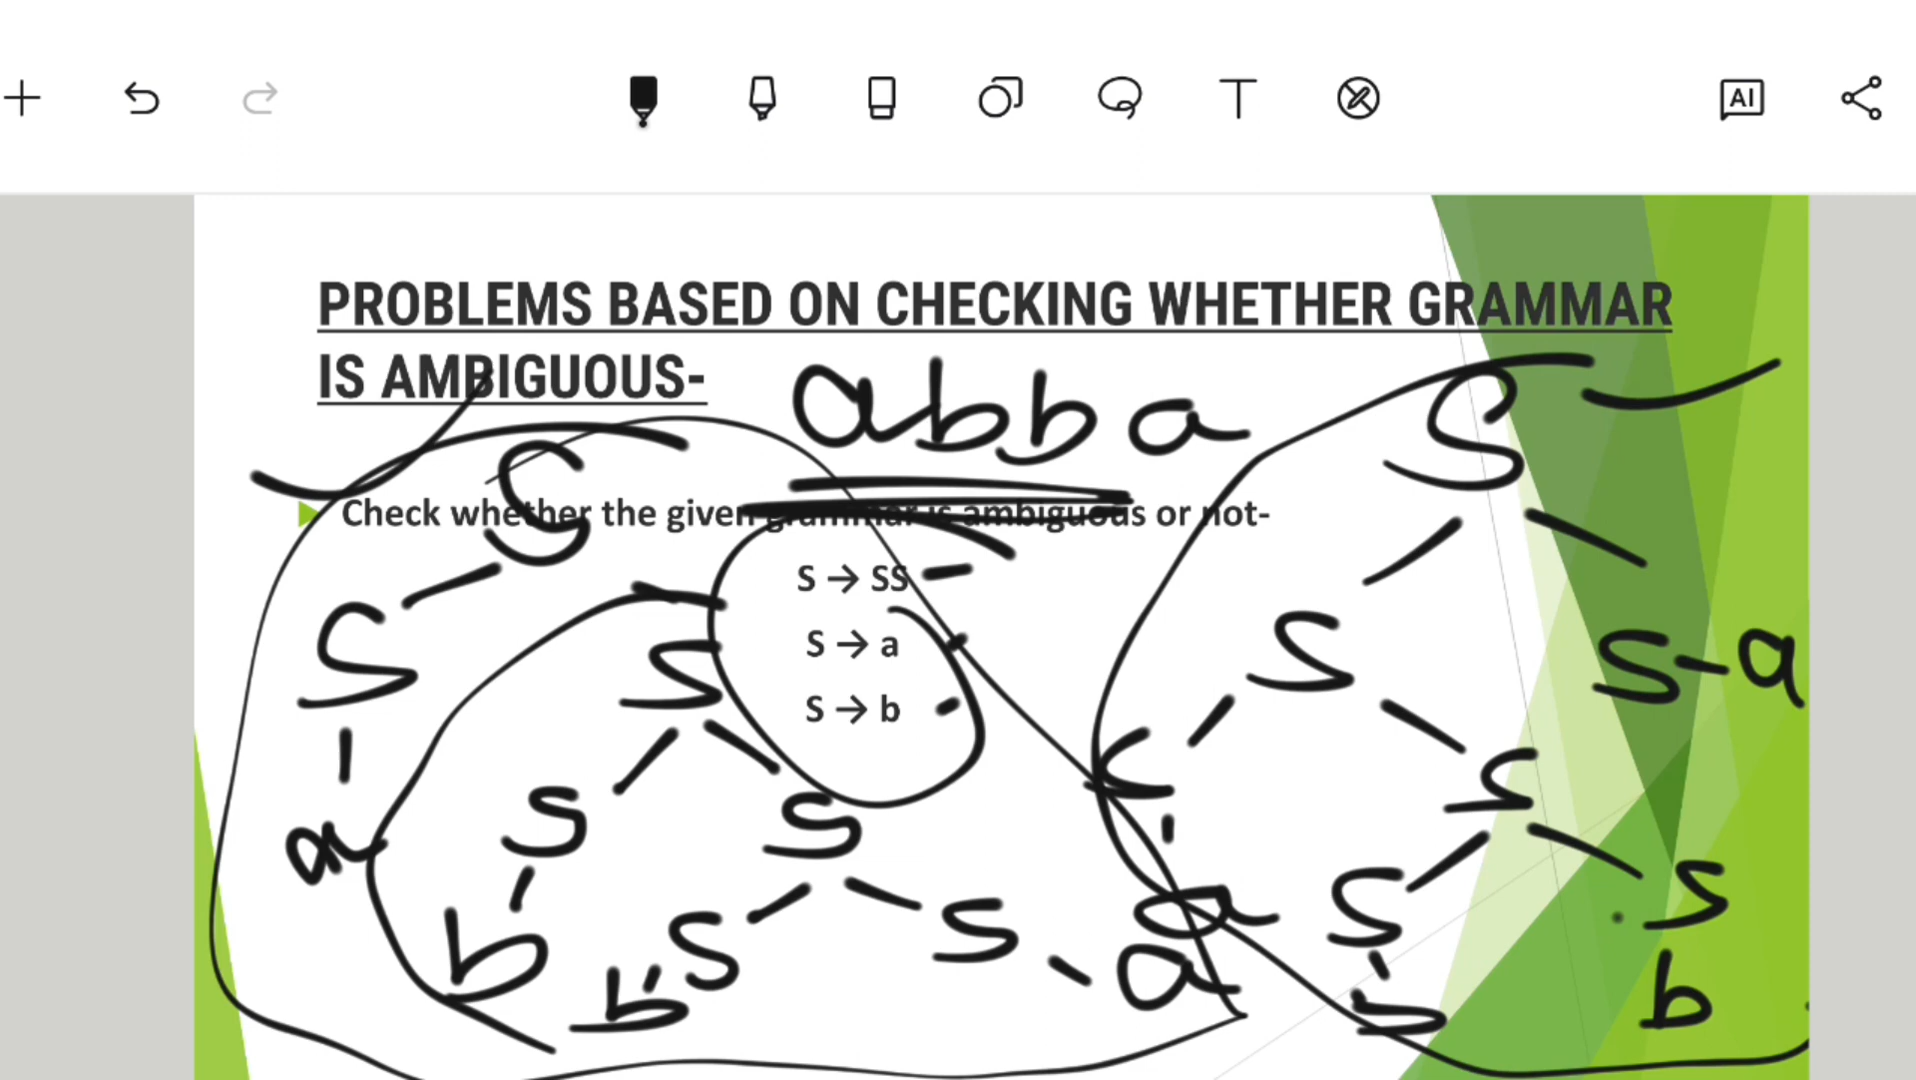 AI
PROBLEMS BASED ON CHECKING WHETHER GRAMMAR
IS AMBIGUOUS-
abba
Check whether the given grammar is ambiguous or not-
S → SS
S → a
S → b
S
S S
a S S
b S S
b a
S
S S - a
S S
a S S
b b